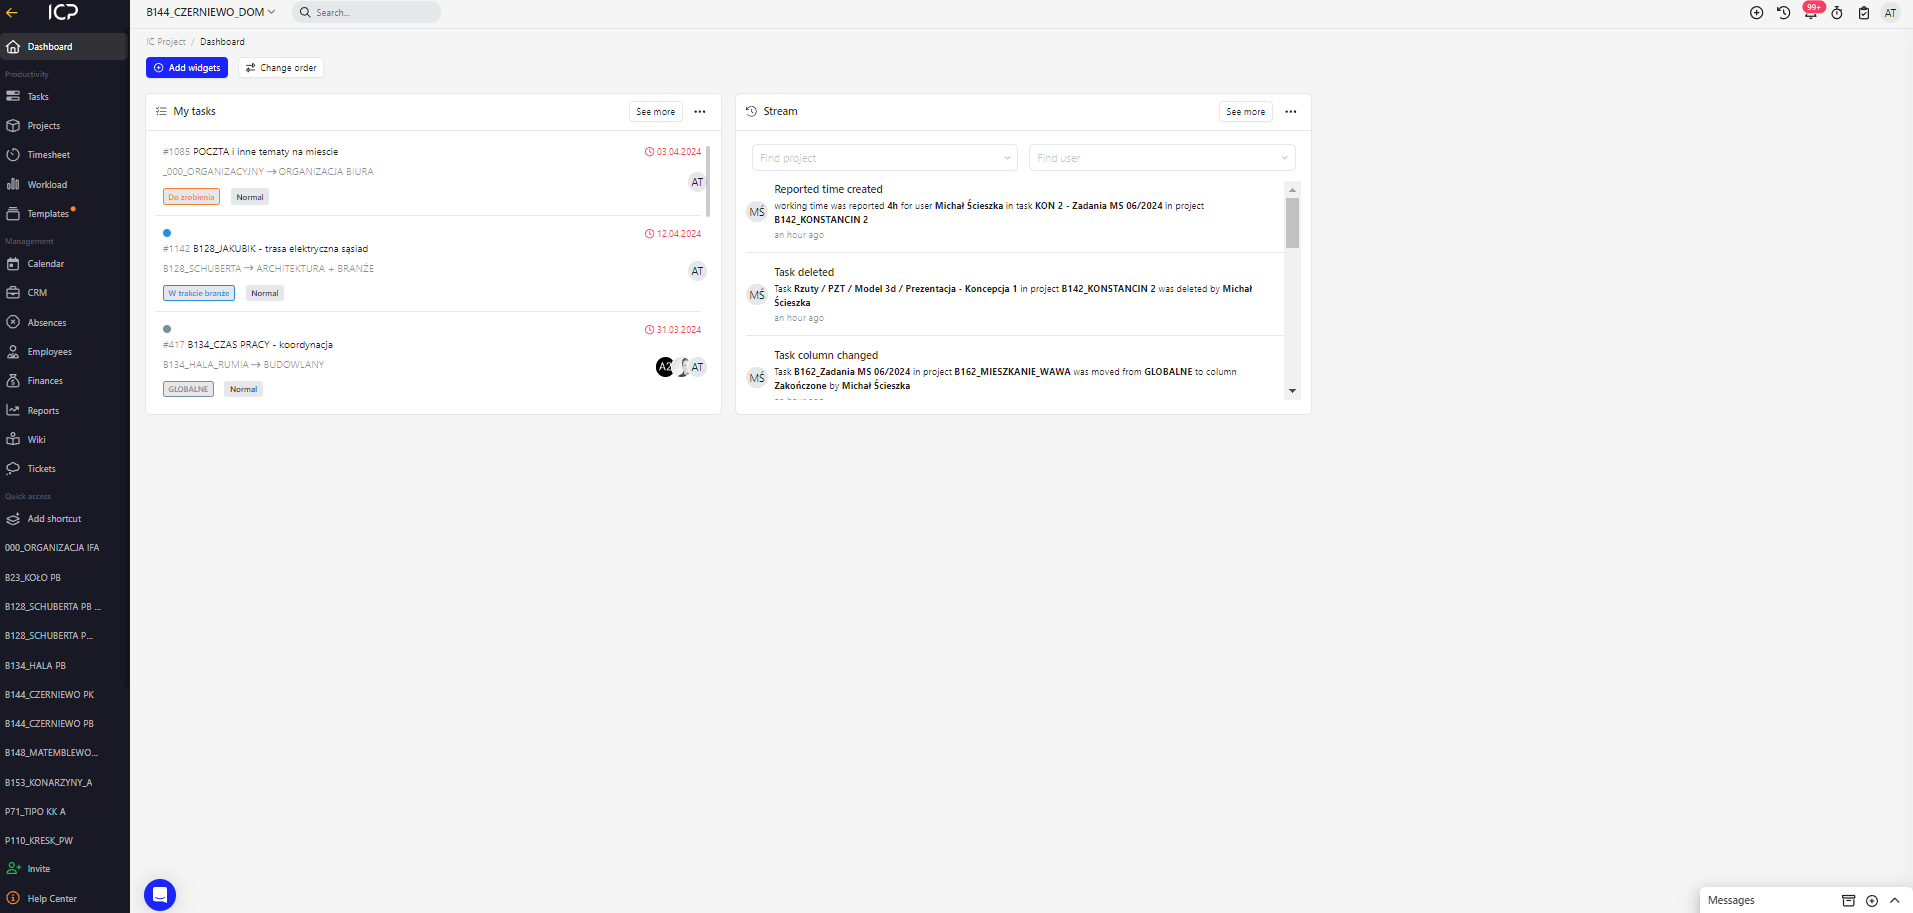 ICP
B144_CZERNIEWO_DOM
Search...
99+
AT
Dashboard
Productivity
Tasks
Projects
Timesheet
Workload
Templates
Management
Calendar
CRM
Absences
Employees
Finances
Reports
Wiki
Tickets
Quick access
Add shortcut
000_ORGANIZACJA IFA
B23_KOŁO PB
B128_SCHUBERTA PB ...
B128_SCHUBERTA P...
B134_HALA PB
B144_CZERNIEWO PK
B144_CZERNIEWO PB
B148_MATEMBLEWO...
B153_KONARZYNY_A
P71_TIPO KK A
P110_KRESK_PW
Invite
Help Center
IC Project / Dashboard
Add widgets
Change order
My tasks
See more
#1085 POCZTA i inne tematy na miescie
03.04.2024
_000_ORGANIZACYJNY → ORGANIZACJA BIURA
AT
Do zrobienia
Normal
12.04.2024
#1142 B128_JAKUBIK - trasa elektryczna sąsiad
B128_SCHUBERTA → ARCHITEKTURA + BRANŻE
AT
W trakcie branże
Normal
31.03.2024
#417 B134_CZAS PRACY - koordynacja
B134_HALA_RUMIA → BUDOWLANY
AT
GLOBALNE
Normal
Stream
See more
Find project
Find user
MŚ
Reported time created
working time was reported 4h for user Michał Ścieszka in task KON 2 - Zadania MS 06/2024 in project
B142_KONSTANCIN 2
an hour ago
MŚ
Task deleted
Task Rzuty / PZT / Model 3d / Prezentacja - Koncepcja 1 in project B142_KONSTANCIN 2 was deleted by Michał
Ścieszka
an hour ago
MŚ
Task column changed
Task B162_Zadania MS 06/2024 in project B162_MIESZKANIE_WAWA was moved from GLOBALNE to column
Zakończone by Michał Ścieszka
Messages